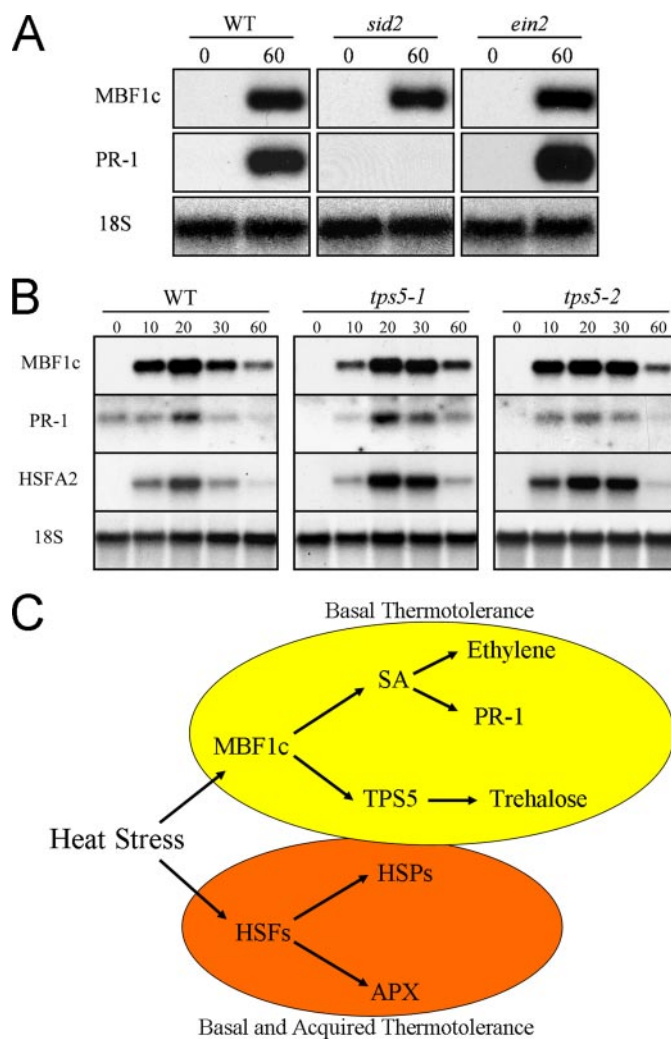 A
WT sid2 ein2
0 60 0 60 0 60
MBF1c
PR-1
18S
B
WT tps5-1 tps5-2
0 10 20 30 60 0 10 20 30 60 0 10 20 30 60
MBF1c
PR-1
HSFA2
18S
C
Basal Thermotolerance
Ethylene
SA
PR-1
MBF1c
TPS5 Trehalose
Heat Stress
HSPs
HSFs
APX
Basal and Acquired Thermotolerance